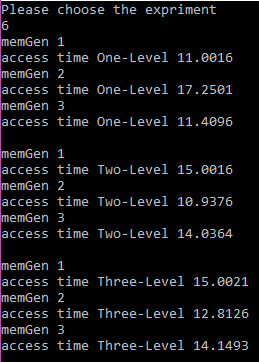 Please choose the expriment
6
memGen 1
access time One-Level 11.0016
memGen 2
access time One-Level 17.2501
memGen 3
access time One-Level 11.4096
memGen 1
access time Two-Level 15.0016
memGen 2
access time Two-Level 10.9376
memGen 3
access time Two-Level 14.0364
memGen 1
access time Three-Level 15.0021
memGen 2
access time Three-Level 12.8126
memGen 3
access time Three-Level 14.1493